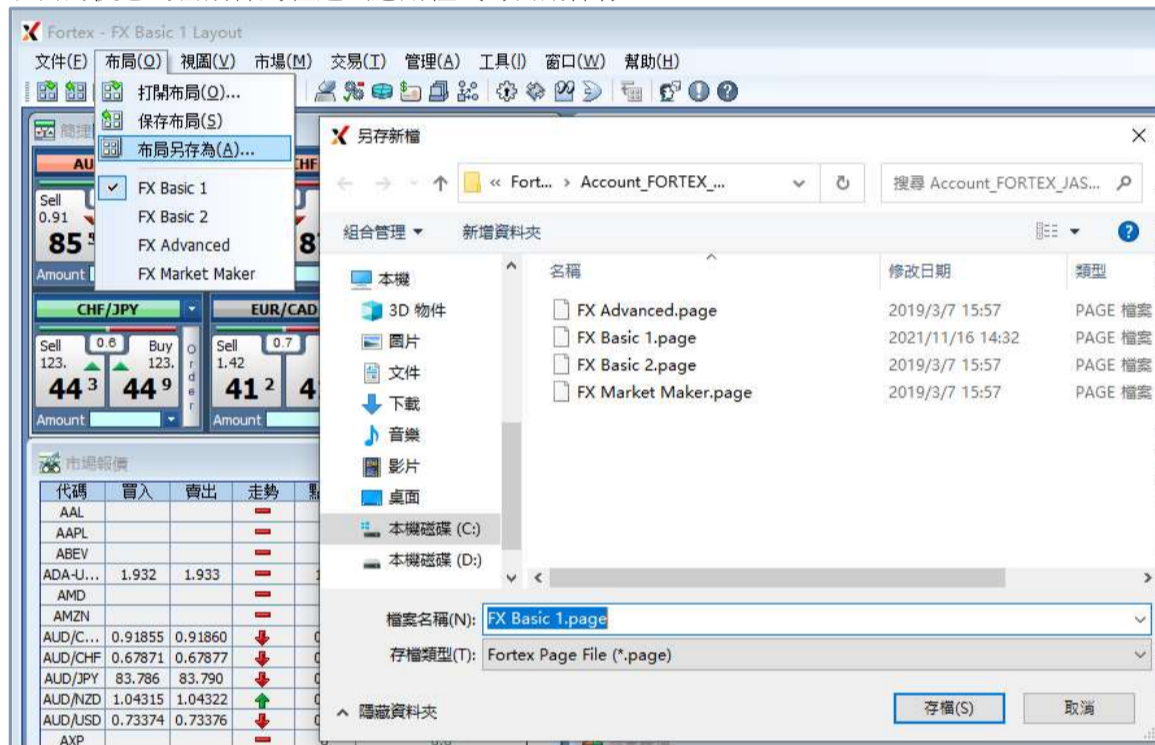 Fortex - FX Basic 1 Layout
文件(E) 布局(O) 視圖(V) 市場(M) 交易(T) 管理(A) 工具(I) 窗口(W) 幫助(H)
打開布局(O)...
保存布局(S)
布局另存為(A)...
FX Basic 1
FX Basic 2
FX Advanced
FX Market Maker
簡捷
AU
CHF
Sell
0.91
85
8
Amount
CHF/JPY EUR/CAD
Sell 0.6 Buy Order Sell 0.7
123. 123. 1.42
44 3 44 9 41 2 4
Amount Amount
市場報價
代碼 買入 賣出 走勢
AAL
AAPL
ABEV
ADA-U... 1.932 1.933
AMD
AMZN
AUD/C... 0.91855 0.91860
AUD/CHF 0.67871 0.67877
AUD/JPY 83.786 83.790
AUD/NZD 1.04315 1.04322
AUD/USD 0.73374 0.73376
AXP
另存新檔
« Fort... › Account_FORTEX_...
搜尋 Account_FORTEX_JAS...
組合管理 新增資料夾
本機
3D 物件
圖片
文件
下載
音樂
影片
桌面
本機磁碟 (C:)
本機磁碟 (D:)
名稱 修改日期 類型
FX Advanced.page 2019/3/7 15:57 PAGE 檔案
FX Basic 1.page 2021/11/16 14:32 PAGE 檔案
FX Basic 2.page 2019/3/7 15:57 PAGE 檔案
FX Market Maker.page 2019/3/7 15:57 PAGE 檔案
檔案名稱(N): FX Basic 1.page
存檔類型(T): Fortex Page File (*.page)
隱藏資料夾
存檔(S) 取消